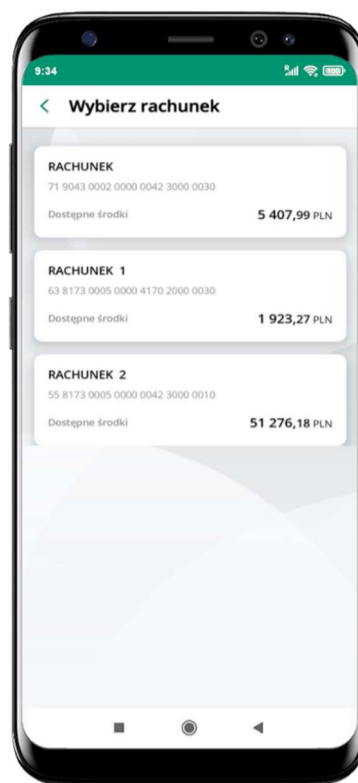 9:34
Wybierz rachunek
RACHUNEK
71 9043 0002 0000 0042 3000 0030
Dostępne środki 5 407,99 PLN
RACHUNEK 1
63 8173 0005 0000 4170 2000 0030
Dostępne środki 1 923,27 PLN
RACHUNEK 2
55 8173 0005 0000 0042 3000 0010
Dostępne środki 51 276,18 PLN